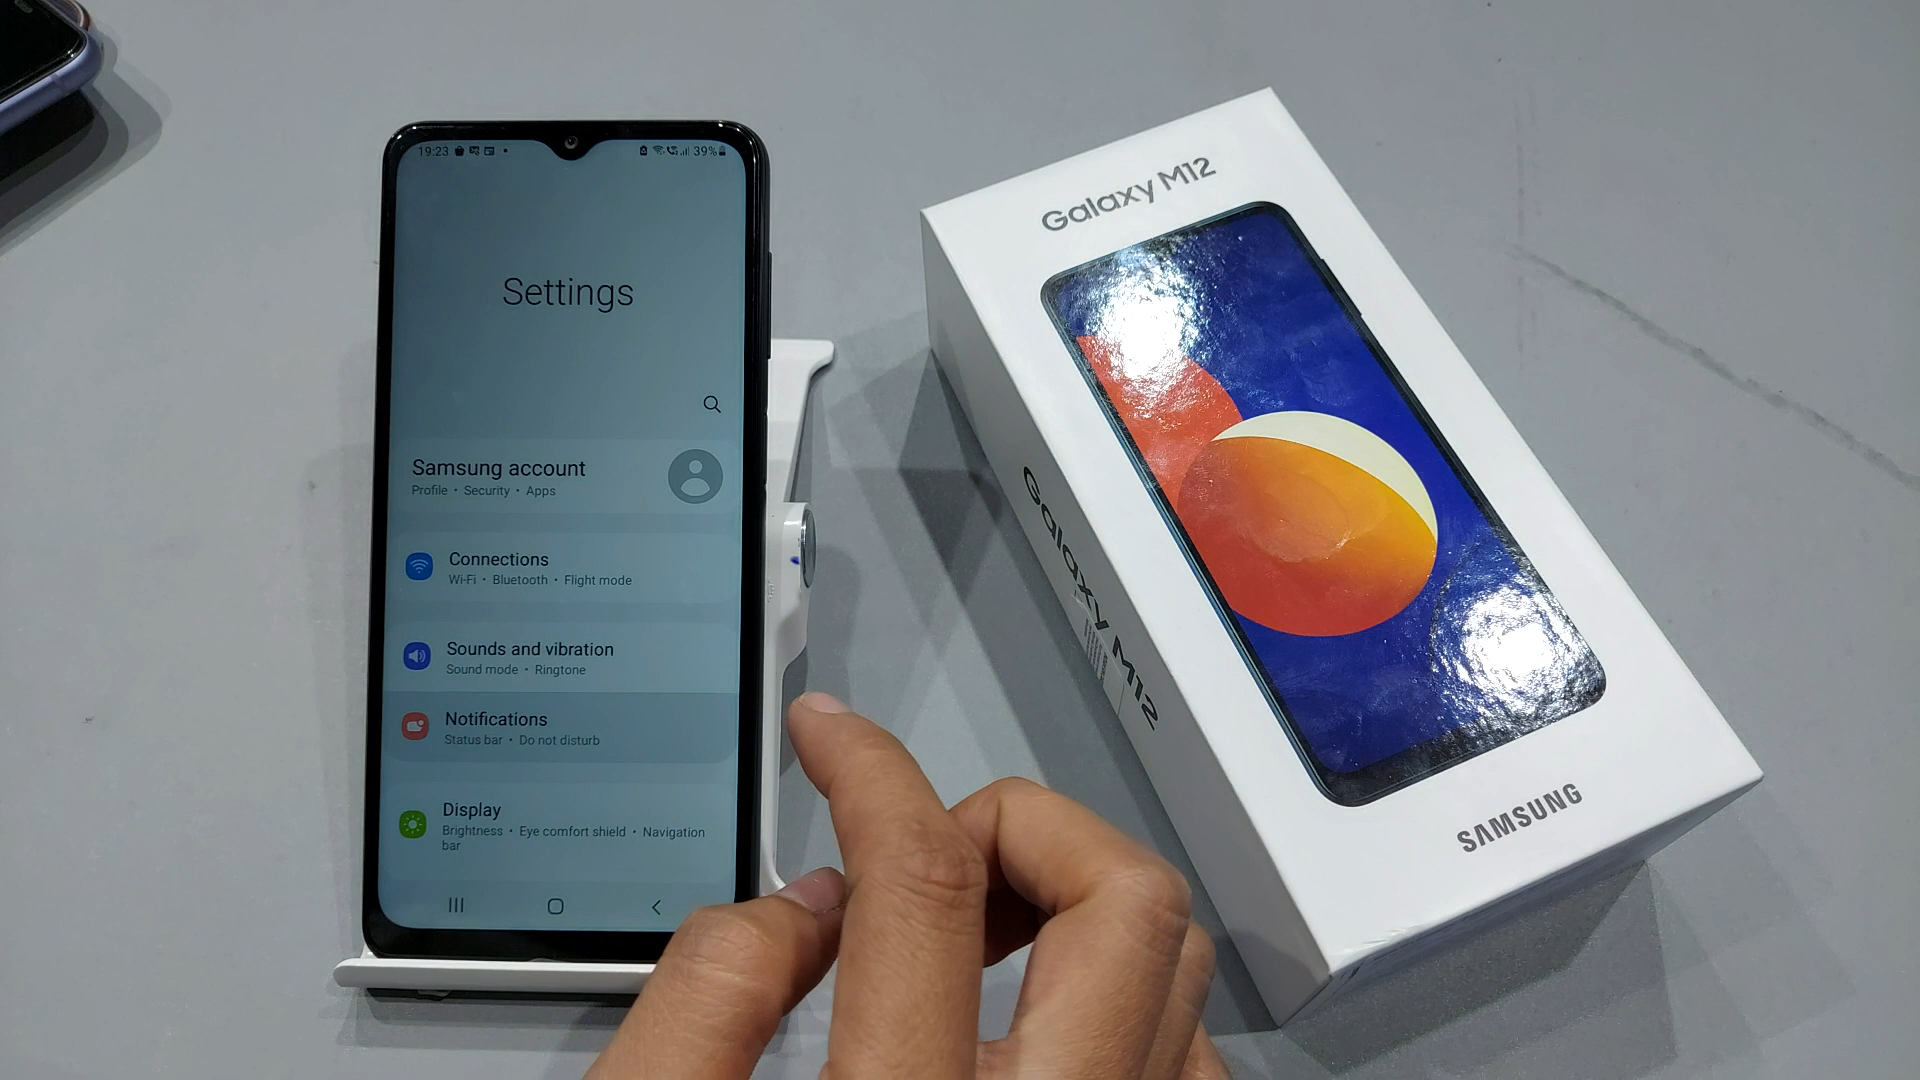 19:23
39%
Settings
Samsung account
Profile • Security • Apps
Connections
Wi-Fi • Bluetooth • Flight mode
Sounds and vibration
Sound mode • Ringtone
Notifications
Status bar • Do not disturb
Display
Brightness • Eye comfort shield • Navigation
bar
Galaxy M12
Galaxy M12
SAMSUNG